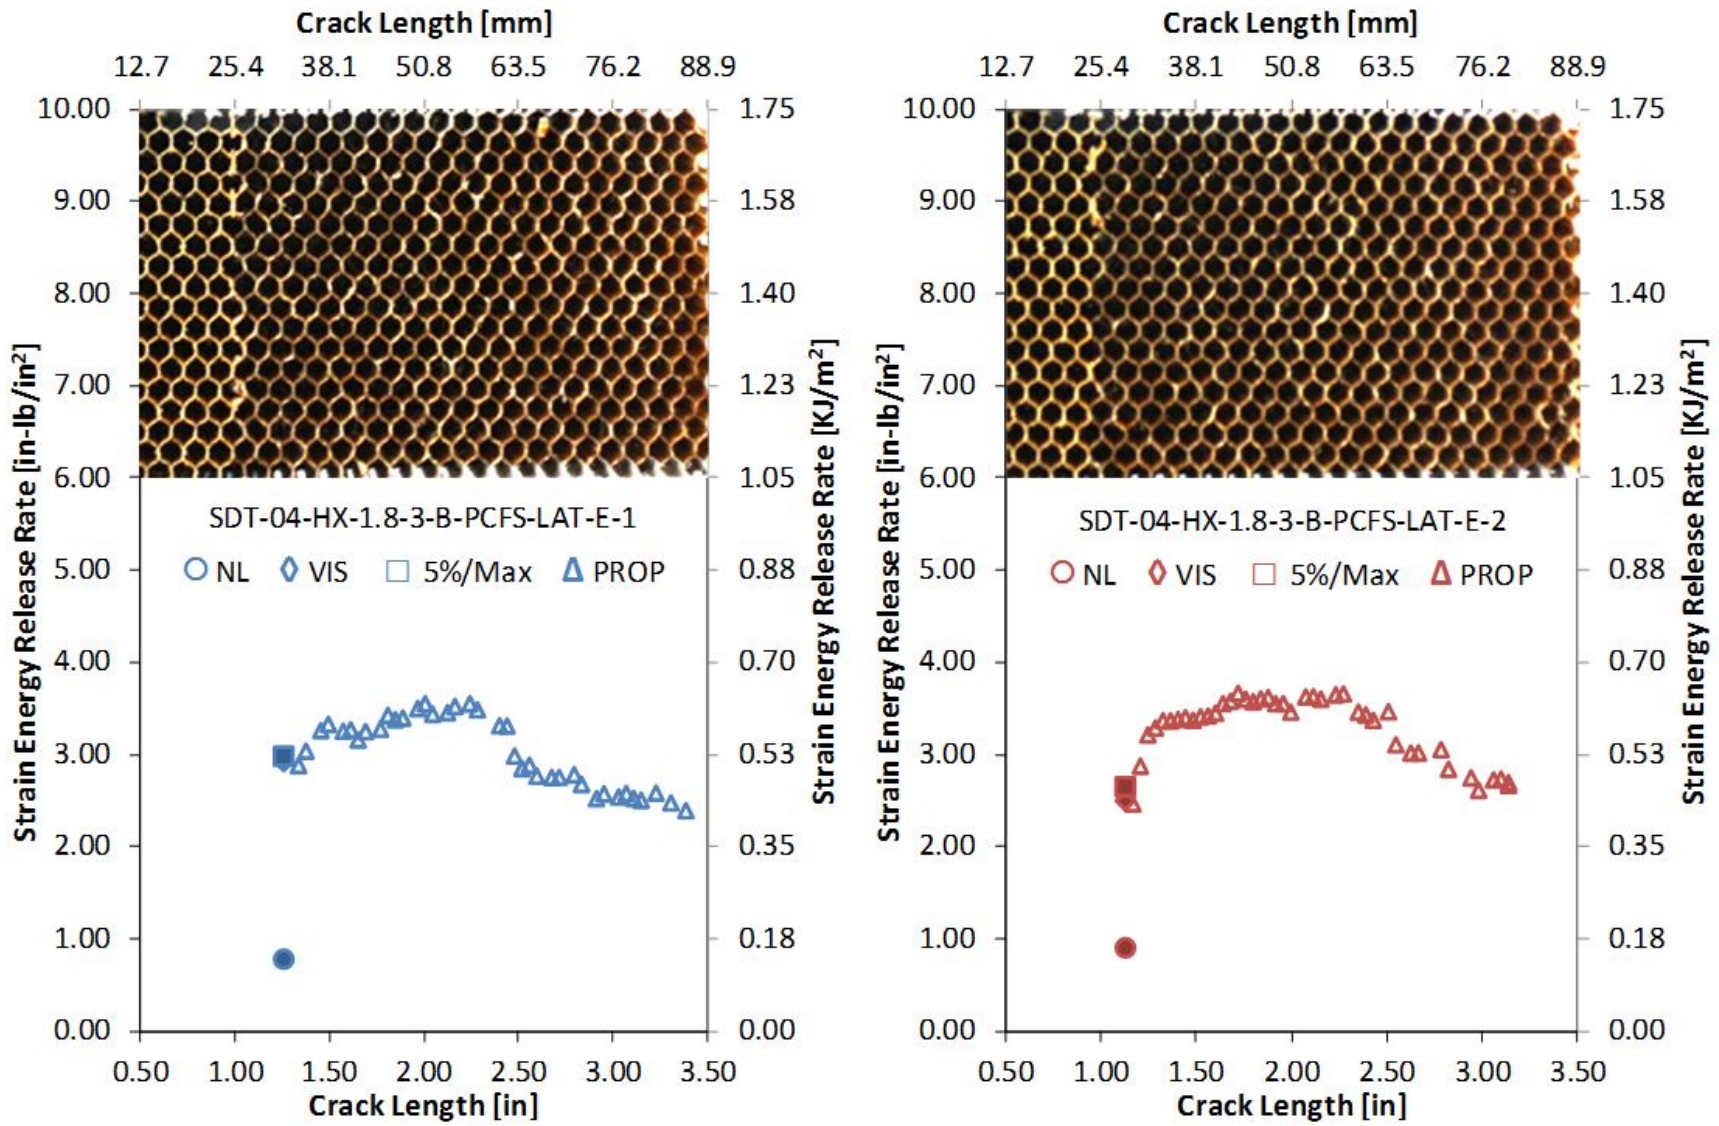 Crack Length [mm]
12.7 25.4 38.1 50.8 63.5 76.2 88.9
10.00
9.00
8.00
7.00
6.00
5.00
4.00
3.00
2.00
1.00
0.00
Strain Energy Release Rate [in-lb/in²]
SDT-04-HX-1.8-3-B-PCFS-LAT-E-1
NL VIS 5%/Max PROP
1.75
1.58
1.40
1.23
1.05
0.88
0.70
0.53
0.35
0.18
0.00
Strain Energy Release Rate [KJ/m²]
0.50 1.00 1.50 2.00 2.50 3.00 3.50
Crack Length [in]
Crack Length [mm]
12.7 25.4 38.1 50.8 63.5 76.2 88.9
10.00
9.00
8.00
7.00
6.00
5.00
4.00
3.00
2.00
1.00
0.00
Strain Energy Release Rate [in-lb/in²]
SDT-04-HX-1.8-3-B-PCFS-LAT-E-2
NL VIS 5%/Max PROP
1.75
1.58
1.40
1.23
1.05
0.88
0.70
0.53
0.35
0.18
0.00
Strain Energy Release Rate [KJ/m²]
0.50 1.00 1.50 2.00 2.50 3.00 3.50
Crack Length [in]